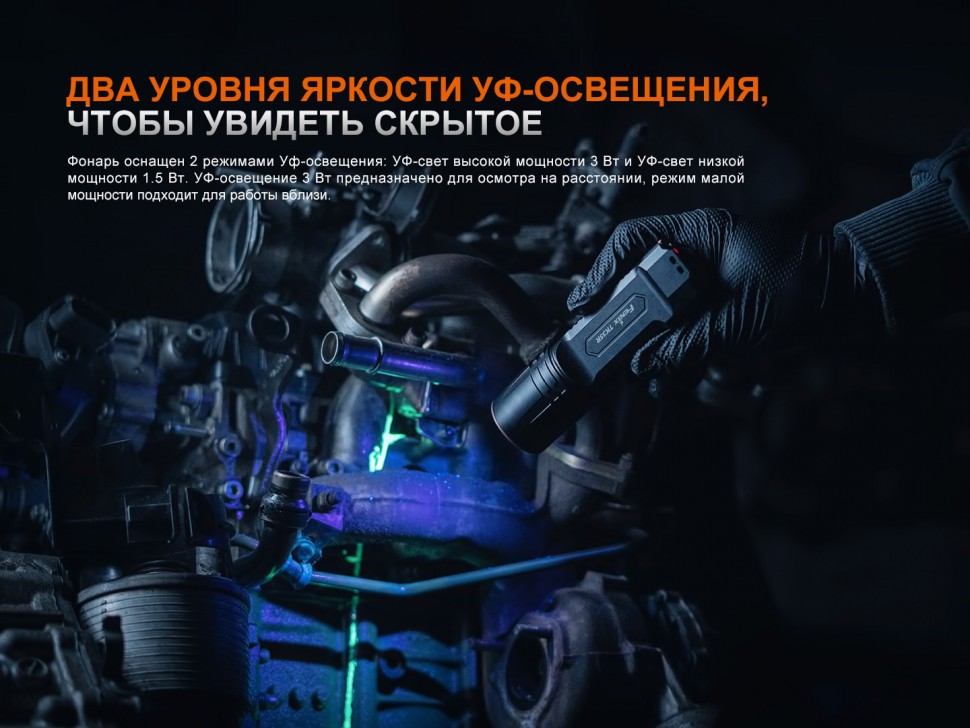 ДВА УРОВНЯ ЯРКОСТИ УФ-ОСВЕЩЕНИЯ,
ЧТОБЫ УВИДЕТЬ СКРЫТОЕ
Фонарь оснащен 2 режимами Уф-освещения: УФ-свет высокой мощности 3 Вт и УФ-свет низкой
мощности 1.5 Вт. УФ-освещение 3 Вт предназначено для осмотра на расстоянии, режим малой
мощности подходит для работы вблизи.
Fenix TK35R